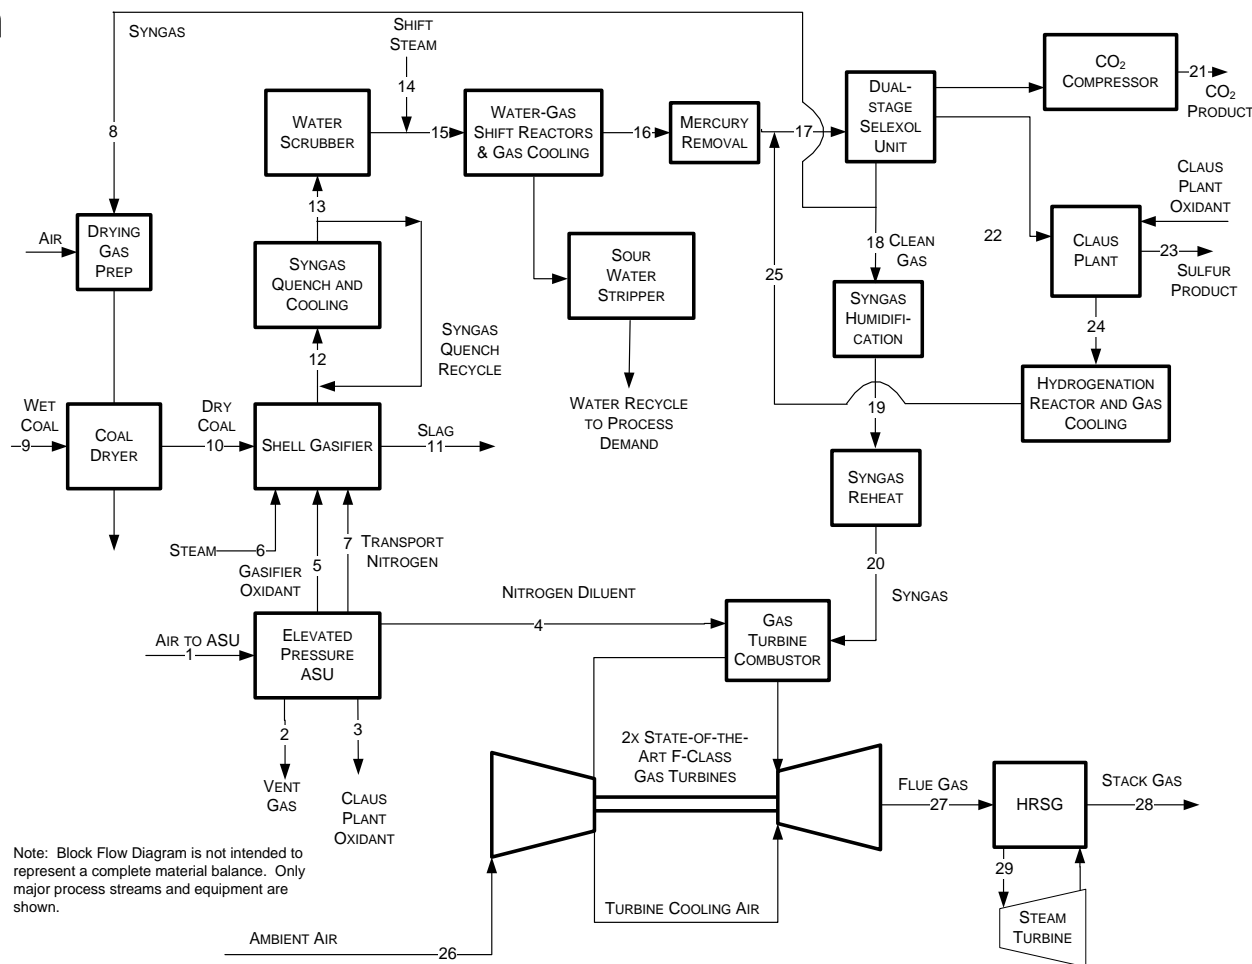 SYNGAS
SHIFT
STEAM
14
8
WATER
SCRUBBER
15
WATER-GAS
SHIFT REACTORS
& GAS COOLING
16
MERCURY
REMOVAL
17
DUAL-
STAGE
SELEXOL
UNIT
CO2
COMPRESSOR
21
CO2
PRODUCT
CLAUS
PLANT
OXIDANT
13
AIR
DRYING
GAS
PREP
SYNGAS
QUENCH AND
COOLING
SOUR
WATER
STRIPPER
25
18
CLEAN
GAS
22
CLAUS
PLANT
23
SULFUR
PRODUCT
SYNGAS
HUMIDIFI-
CATION
24
12
SYNGAS
QUENCH
RECYCLE
WATER RECYCLE
TO PROCESS
DEMAND
19
HYDROGENATION
REACTOR AND GAS
COOLING
WET
COAL
9
COAL
DRYER
DRY
COAL
10
SHELL GASIFIER
SLAG
11
SYNGAS
REHEAT
STEAM
6
GASIFIER
OXIDANT
5
7
TRANSPORT
NITROGEN
20
SYNGAS
NITROGEN DILUENT
4
GAS
TURBINE
COMBUSTOR
AIR TO ASU
1
ELEVATED
PRESSURE
ASU
2
3
VENT
GAS
CLAUS
PLANT
OXIDANT
2X STATE-OF-THE-
ART F-CLASS
GAS TURBINES
FLUE GAS
27
HRSG
STACK GAS
28
29
STEAM
TURBINE
TURBINE COOLING AIR
AMBIENT AIR
26
Note: Block Flow Diagram is not intended to
represent a complete material balance. Only
major process streams and equipment are
shown.